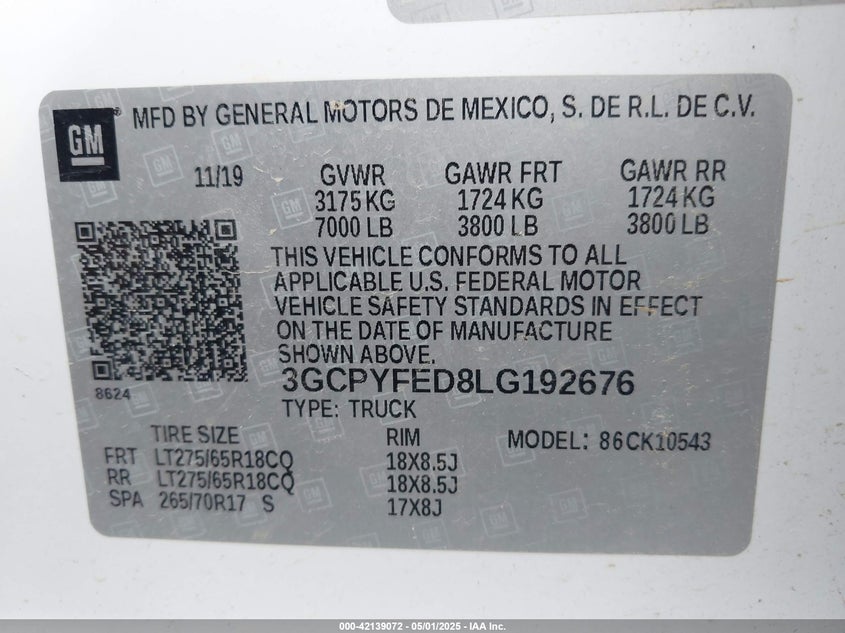 GM
MFD BY GENERAL MOTORS DE MEXICO, S. DE R.L. DE C.V.
11/19 GVWR GAWR FRT GAWR RR
3175 KG 1724 KG 1724 KG
7000 LB 3800 LB 3800 LB
THIS VEHICLE CONFORMS TO ALL
APPLICABLE U.S. FEDERAL MOTOR
VEHICLE SAFETY STANDARDS IN EFFECT
ON THE DATE OF MANUFACTURE
SHOWN ABOVE.
8624
3GCPYFED8LG192676
TYPE: TRUCK
TIRE SIZE RIM MODEL: 86CK10543
FRT LT275/65R18CQ 18X8.5J
RR LT275/65R18CQ 18X8.5J
SPA 265/70R17 S 17X8J
000-42139072 - 05/01/2025 - IAA Inc.